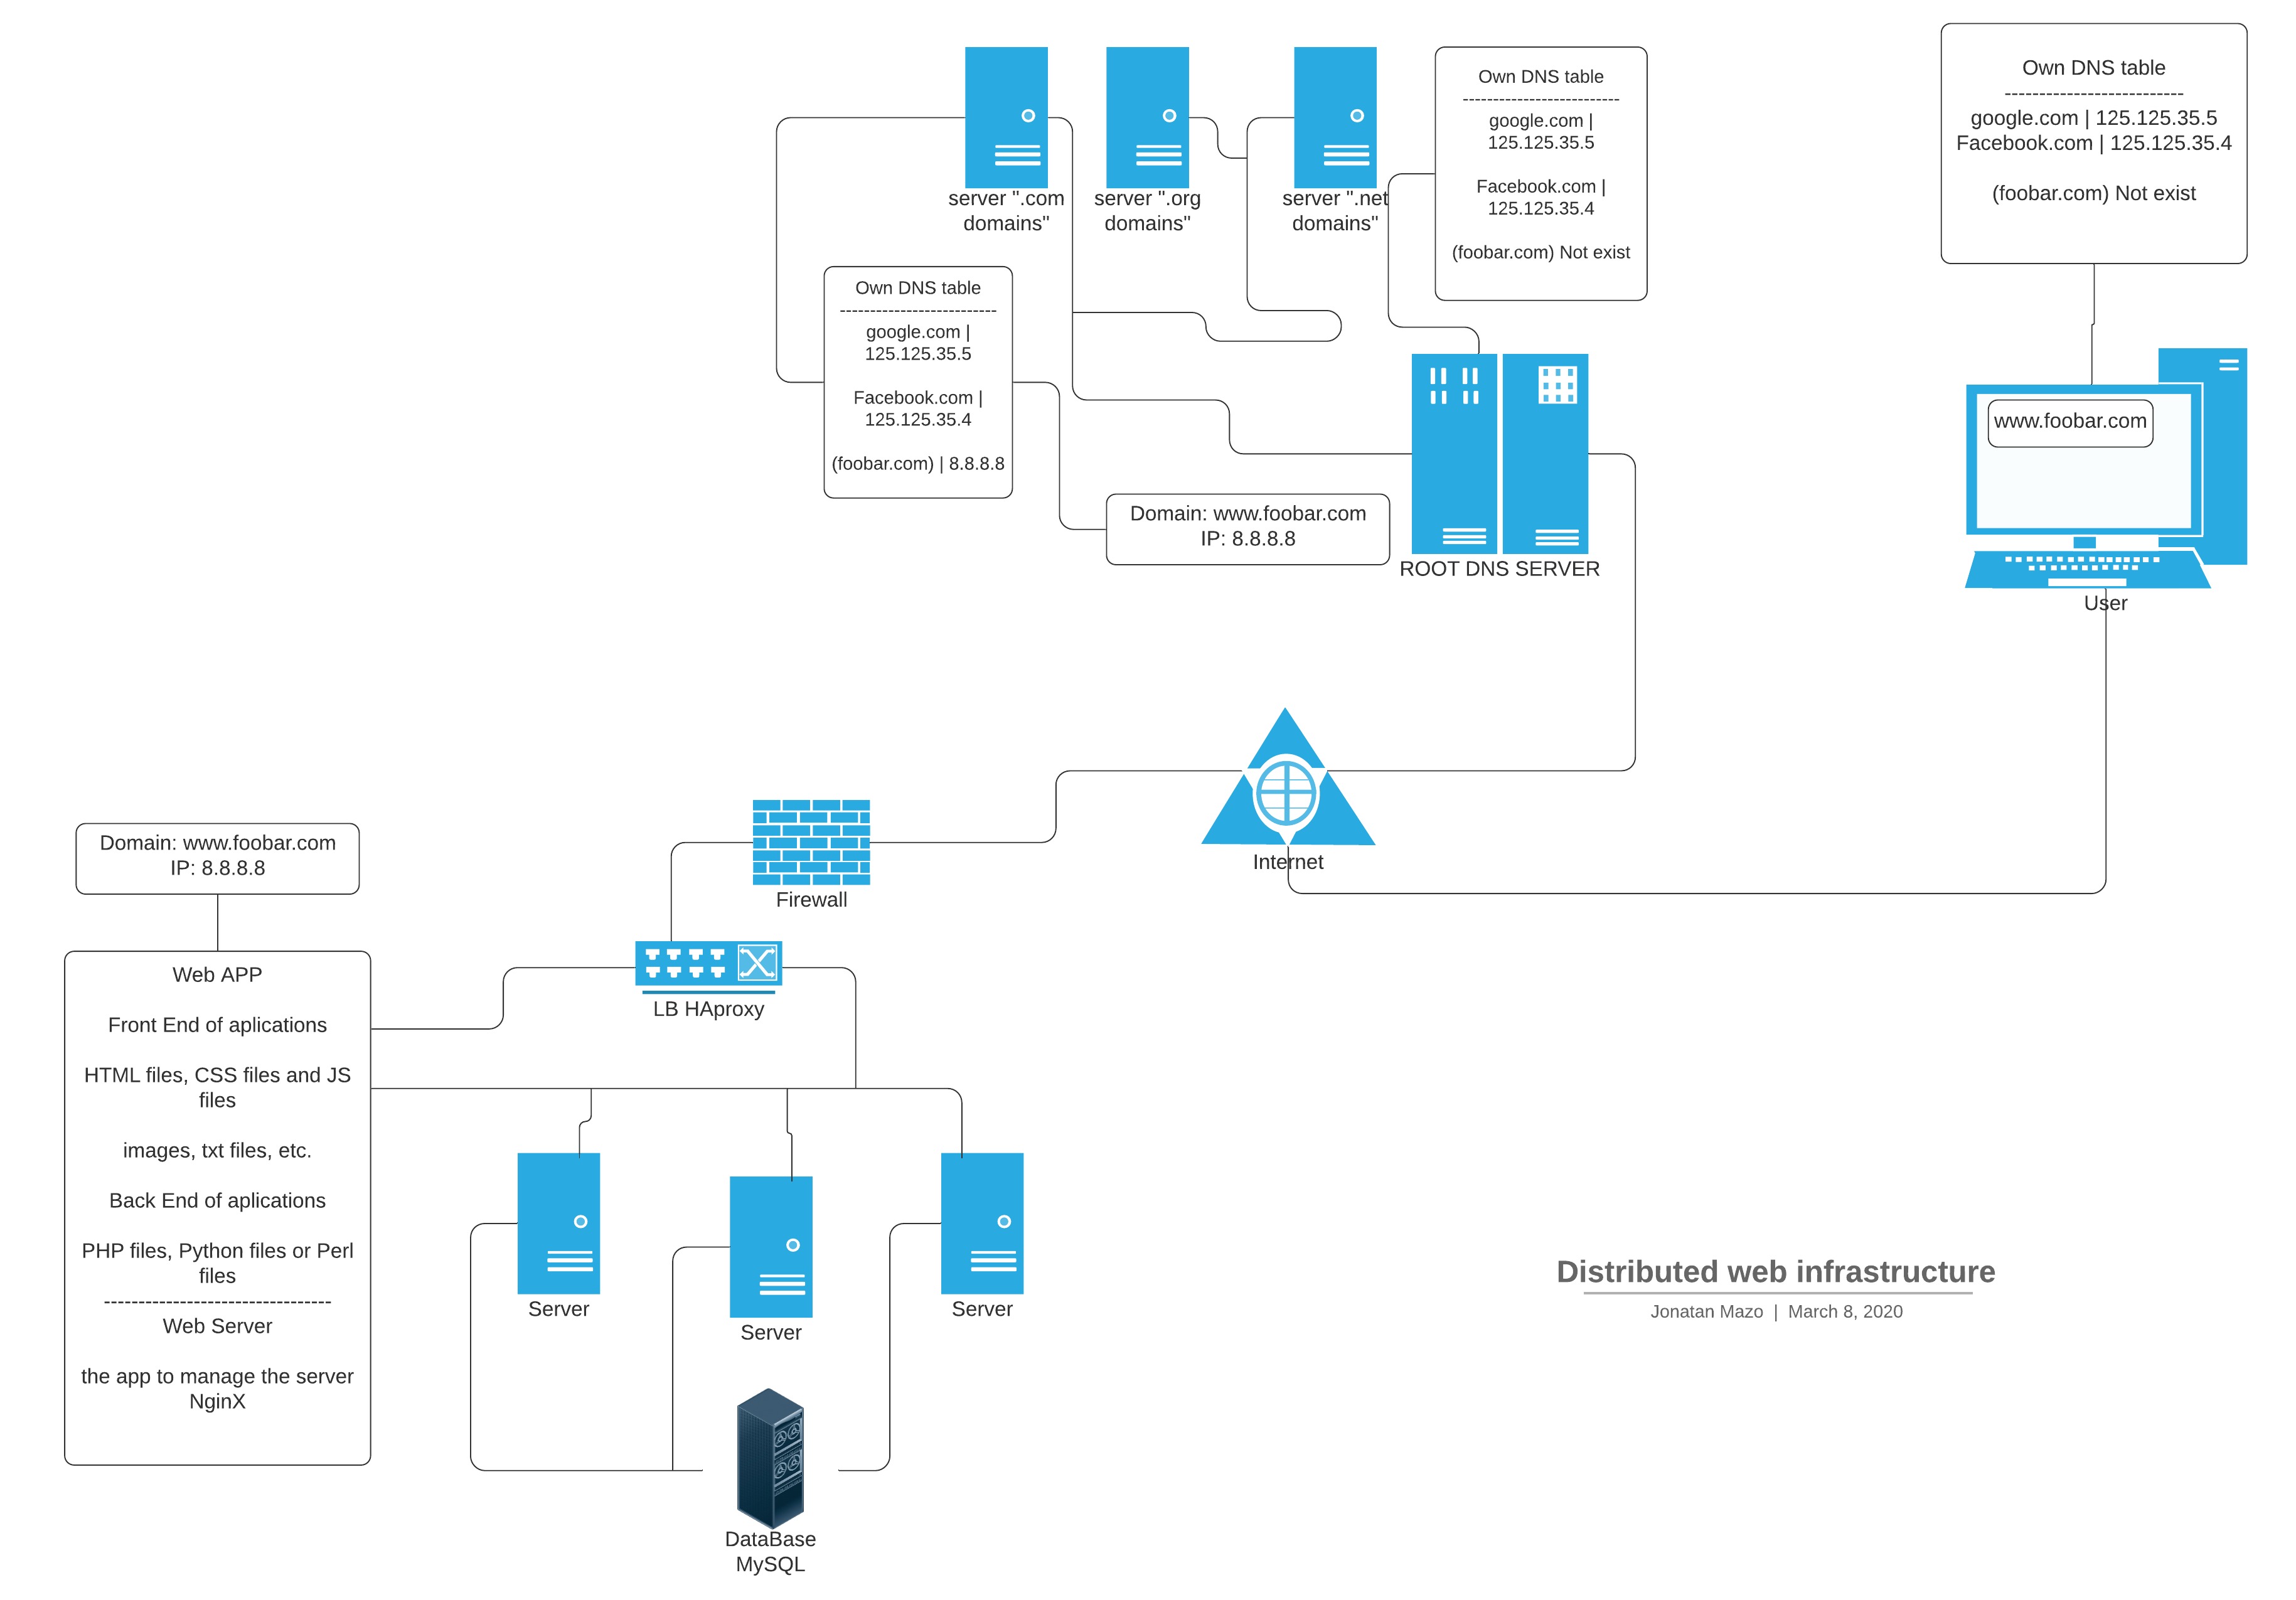 Own DNS table
--------------------------
google.com | 125.125.35.5
Facebook.com | 125.125.35.4
(foobar.com) Not exist
www.foobar.com
User
server ".com
domains"
server ".org
domains"
server ".net
domains"
Own DNS table
--------------------------
google.com |
125.125.35.5
Facebook.com |
125.125.35.4
(foobar.com) Not exist
Own DNS table
--------------------------
google.com |
125.125.35.5
Facebook.com |
125.125.35.4
(foobar.com) | 8.8.8.8
Domain: www.foobar.com
IP: 8.8.8.8
ROOT DNS SERVER
Internet
Firewall
LB HAproxy
Domain: www.foobar.com
IP: 8.8.8.8
Web APP
Front End of aplications
HTML files, CSS files and JS
files
images, txt files, etc.
Back End of aplications
PHP files, Python files or Perl
files
---------------------------------
Web Server
the app to manage the server
NginX
Server
Server
Server
DataBase
MySQL
Distributed web infrastructure
Jonatan Mazo | March 8, 2020